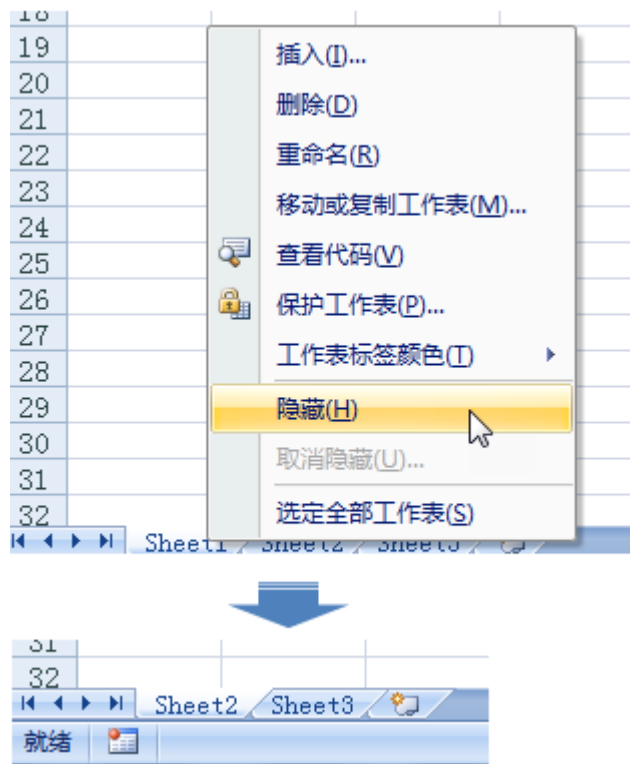 18
19
20
21
22
23
24
25
26
27
28
29
30
31
32
插入(I)...
删除(D)
重命名(R)
移动或复制工作表(M)...
查看代码(V)
保护工作表(P)...
工作表标签颜色(T)
隐藏(H)
取消隐藏(U)...
选定全部工作表(S)
Sheet1 Sheet2 Sheet3
31
32
Sheet2 Sheet3
就绪